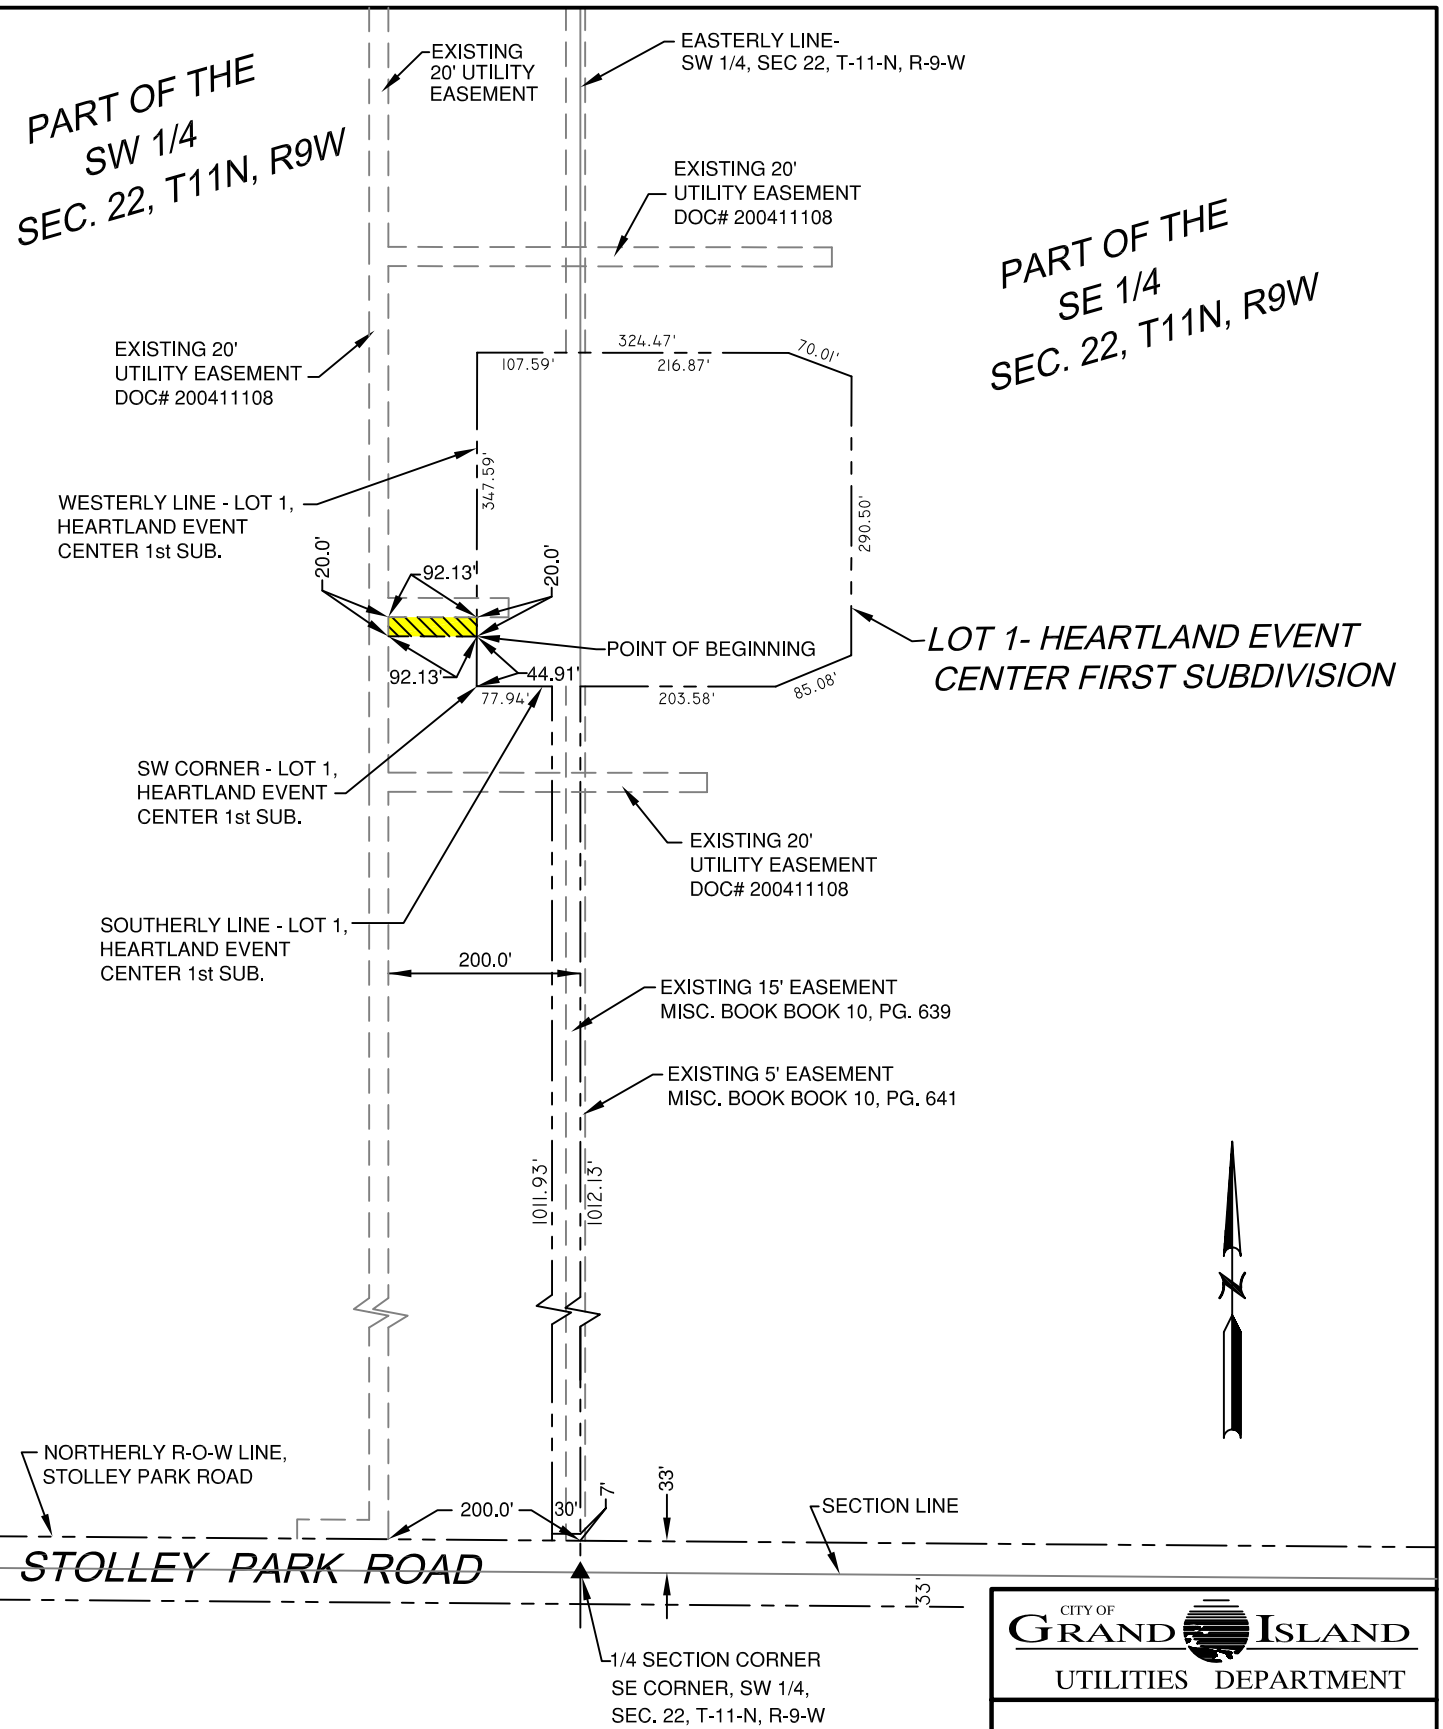 PART OF THE
SW 1/4
SEC. 22, T11N, R9W
EXISTING
20' UTILITY
EASEMENT
EASTERLY LINE-
SW 1/4, SEC 22, T-11-N, R-9-W
EXISTING 20'
UTILITY EASEMENT
DOC# 200411108
PART OF THE
SE 1/4
SEC. 22, T11N, R9W
EXISTING 20'
UTILITY EASEMENT
DOC# 200411108
324.47'
107.59'
216.87'
70.01'
WESTERLY LINE - LOT 1,
HEARTLAND EVENT
CENTER 1st SUB.
347.59'
290.50'
20.0'
92.13'
20.0'
POINT OF BEGINNING
LOT 1- HEARTLAND EVENT
CENTER FIRST SUBDIVISION
92.13'
44.91'
77.94'
203.58'
85.08'
SW CORNER - LOT 1,
HEARTLAND EVENT
CENTER 1st SUB.
EXISTING 20'
UTILITY EASEMENT
DOC# 200411108
SOUTHERLY LINE - LOT 1,
HEARTLAND EVENT
CENTER 1st SUB.
200.0'
EXISTING 15' EASEMENT
MISC. BOOK BOOK 10, PG. 639
EXISTING 5' EASEMENT
MISC. BOOK BOOK 10, PG. 641
1011.93'
1012.13'
N
NORTHERLY R-O-W LINE,
STOLLEY PARK ROAD
200.0'
30'
7'
33'
SECTION LINE
STOLLEY PARK ROAD
33'
1/4 SECTION CORNER
SE CORNER, SW 1/4,
SEC. 22, T-11-N, R-9-W
CITY OF
GRAND ISLAND
UTILITIES DEPARTMENT